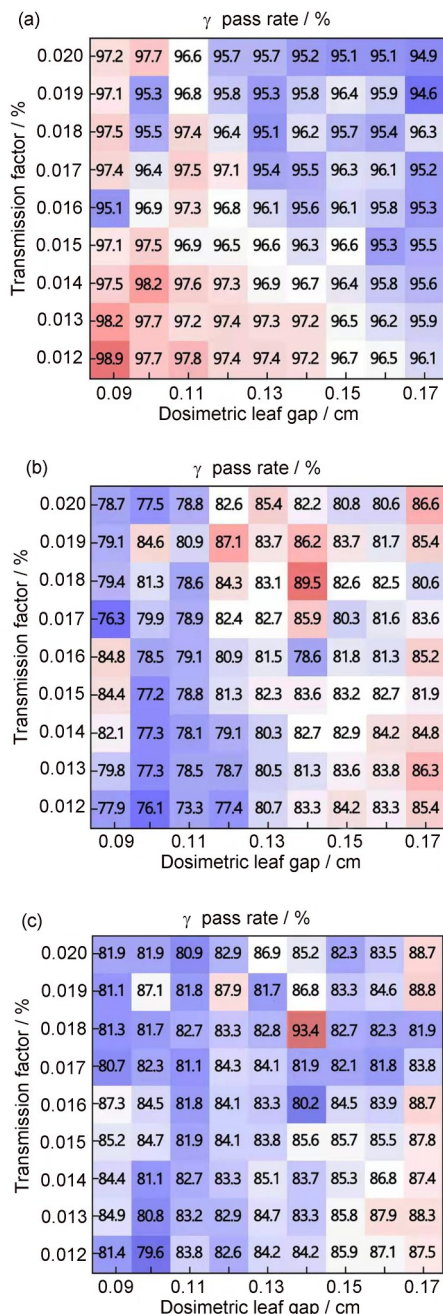 (a)
γ pass rate / %
Transmission factor / %
0.020 97.2 97.7 96.6 95.7 95.7 95.2 95.1 95.1 94.9
0.019 97.1 95.3 96.8 95.8 95.3 95.8 96.4 95.9 94.6
0.018 97.5 95.5 97.4 96.4 95.1 96.2 95.7 95.4 96.3
0.017 97.4 96.4 97.5 97.1 95.4 95.5 96.3 96.1 95.2
0.016 95.1 96.9 97.3 96.8 96.1 95.6 96.1 95.8 95.3
0.015 97.1 97.5 96.9 96.5 96.6 96.3 96.6 95.3 95.5
0.014 97.5 98.2 97.6 97.3 96.9 96.7 96.4 95.8 95.6
0.013 98.2 97.7 97.2 97.4 97.3 97.2 96.5 96.2 95.9
0.012 98.9 97.7 97.8 97.4 97.4 97.2 96.7 96.5 96.1
0.09 0.11 0.13 0.15 0.17
Dosimetric leaf gap / cm
(b)
γ pass rate / %
Transmission factor / %
0.020 78.7 77.5 78.8 82.6 85.4 82.2 80.8 80.6 86.6
0.019 79.1 84.6 80.9 87.1 83.7 86.2 83.7 81.7 85.4
0.018 79.4 81.3 78.6 84.3 83.1 89.5 82.6 82.5 80.6
0.017 76.3 79.9 78.9 82.4 82.7 85.9 80.3 81.6 83.6
0.016 84.8 78.5 79.1 80.9 81.5 78.6 81.8 81.3 85.2
0.015 84.4 77.2 78.8 81.3 82.3 83.6 83.2 82.7 81.9
0.014 82.1 77.3 78.1 79.1 80.3 82.7 82.9 84.2 84.8
0.013 79.8 77.3 78.5 78.7 80.5 81.3 83.6 83.8 86.3
0.012 77.9 76.1 73.3 77.4 80.7 83.3 84.2 83.3 85.4
0.09 0.11 0.13 0.15 0.17
Dosimetric leaf gap / cm
(c)
γ pass rate / %
Transmission factor / %
0.020 81.9 81.9 80.9 82.9 86.9 85.2 82.3 83.5 88.7
0.019 81.1 87.1 81.8 87.9 81.7 86.8 83.3 84.6 88.8
0.018 81.3 81.7 82.7 83.3 82.8 93.4 82.7 82.3 81.9
0.017 80.7 82.3 81.1 84.3 84.1 81.9 82.1 81.8 83.8
0.016 87.3 84.5 81.8 84.1 83.3 80.2 84.5 83.9 88.7
0.015 85.2 84.7 81.9 84.1 83.8 85.6 85.7 85.5 87.8
0.014 84.4 81.1 82.7 83.3 85.1 83.7 85.3 86.8 87.4
0.013 84.9 80.8 83.2 82.9 84.7 83.3 85.8 87.9 88.3
0.012 81.4 79.6 83.8 82.6 84.2 84.2 85.9 87.1 87.5
0.09 0.11 0.13 0.15 0.17
Dosimetric leaf gap / cm